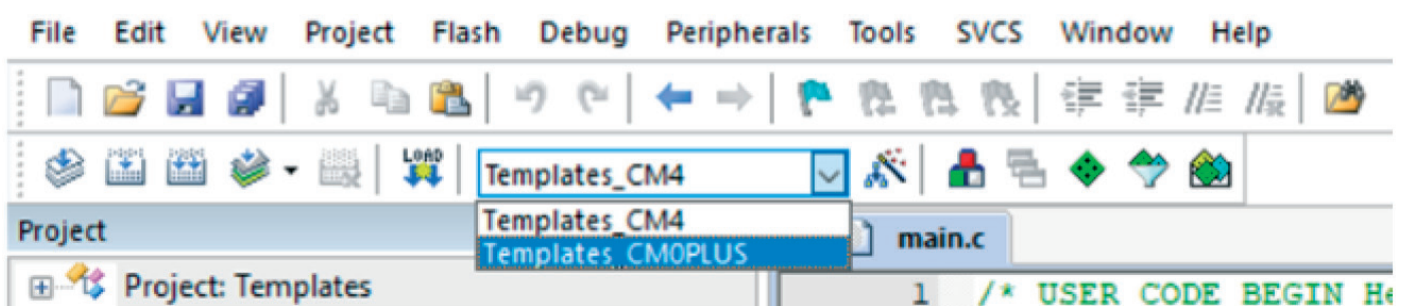 File Edit View Project Flash Debug Peripherals Tools SVCS Window Help
LOAD
Templates_CM4
Templates_CM4
Project
main.c
Templates_CM0PLUS
Project: Templates
1 /* USER CODE BEGIN He